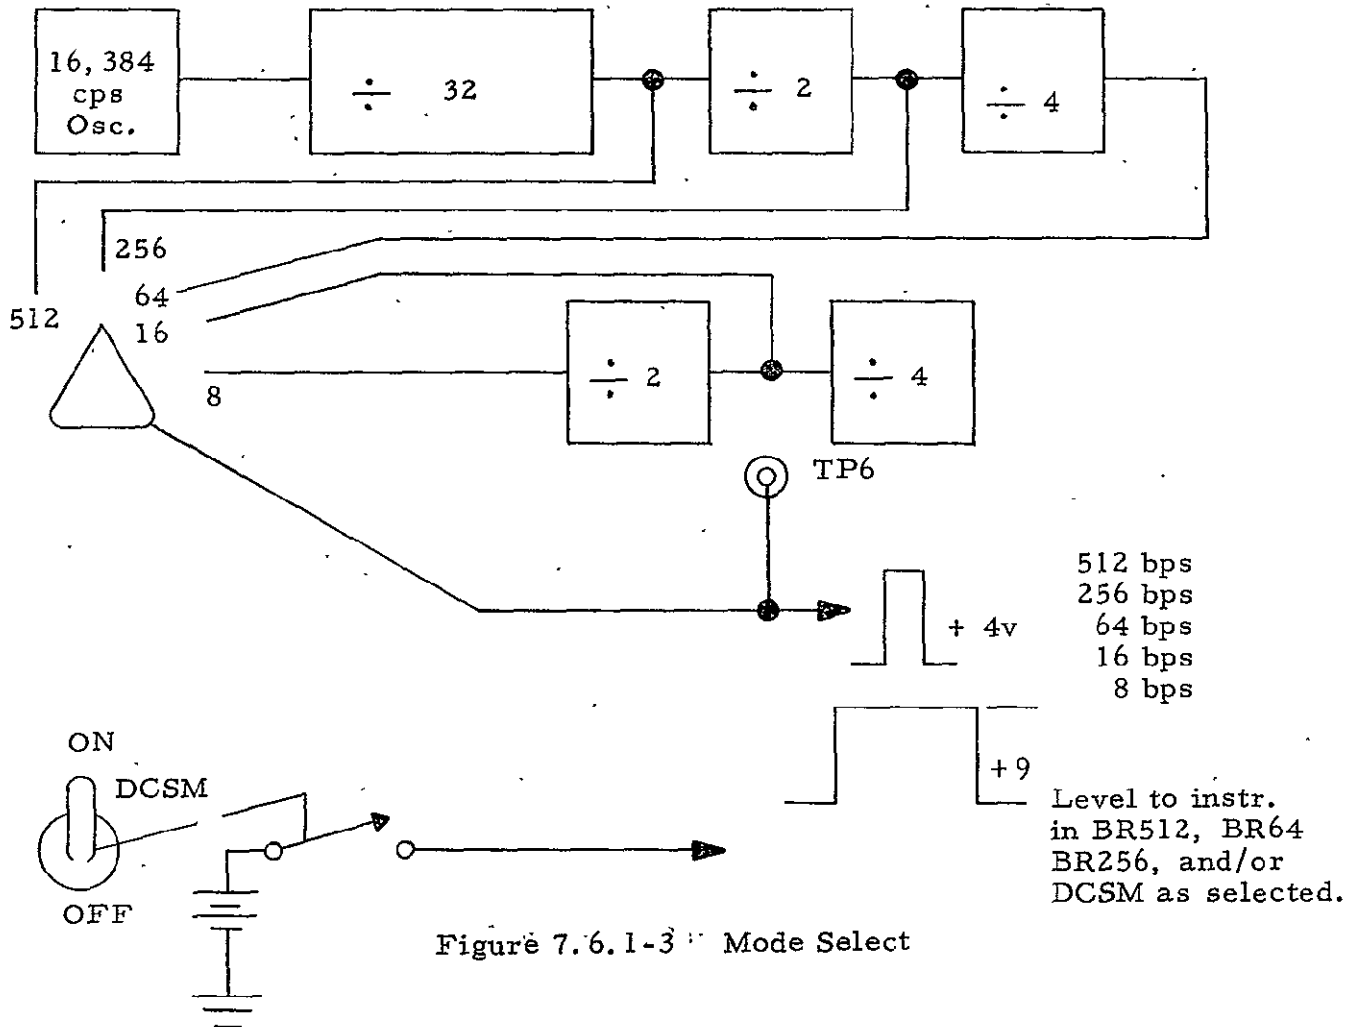 16,384
cps
Osc.
÷ 32
÷ 2
÷ 4
256
64
512
16
8
÷ 2
÷ 4
TP6
512 bps
256 bps
64 bps
16 bps
8 bps
+ 4v
ON
DCSM
OFF
+9
Level to instr.
in BR512, BR64
BR256, and/or
DCSM as selected.
Figure 7.6.1-3 Mode Select